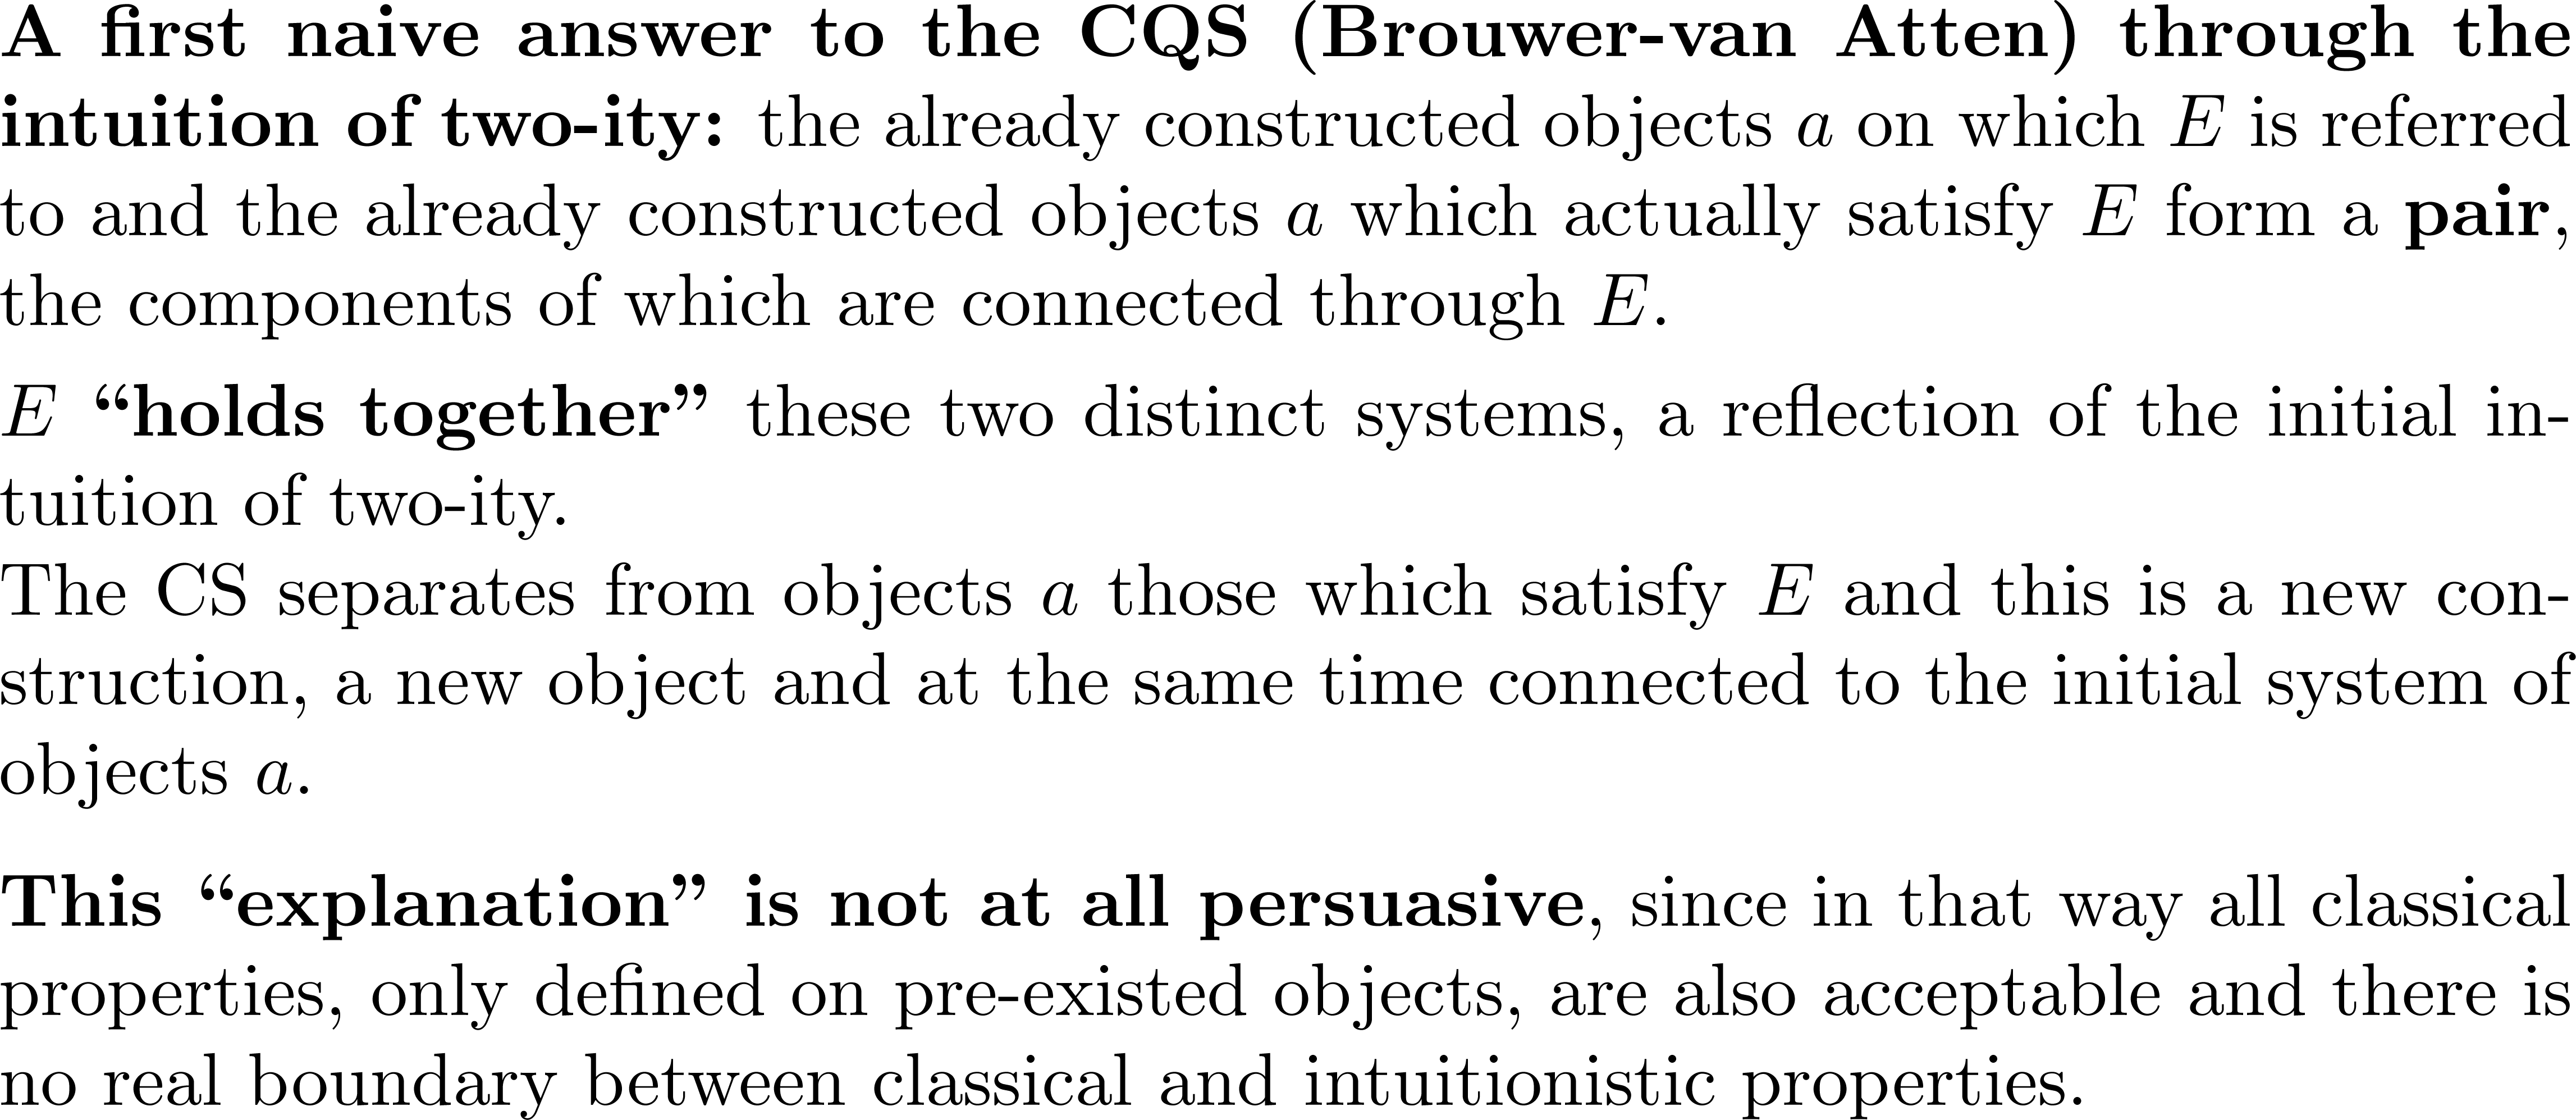 A first naive answer to the CQS (Brouwer-van Atten) through the
intuition of two-ity: the already constructed objects a on which E is referred
to and the already constructed objects a which actually satisfy E form a pair,
the components of which are connected through E.
E “holds together” these two distinct systems, a reflection of the initial in-
tuition of two-ity.
The CS separates from objects a those which satisfy E and this is a new con-
struction, a new object and at the same time connected to the initial system of
objects a.
This “explanation” is not at all persuasive, since in that way all classical
properties, only defined on pre-existed objects, are also acceptable and there is
no real boundary between classical and intuitionistic properties.